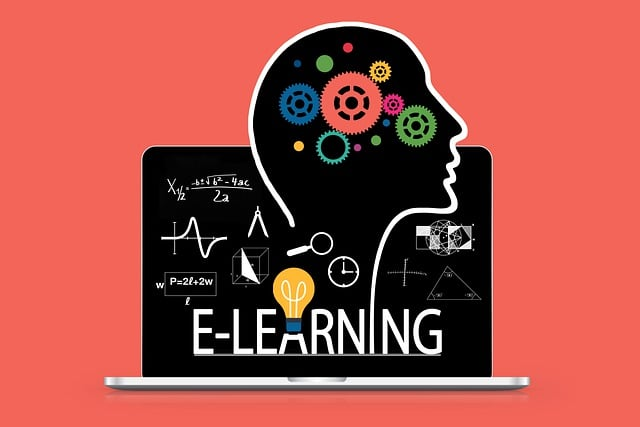 X₁/₂ = -b±√b² - 4ac / 2a
w P=2ℓ+2w
ℓ
E-LEARNING